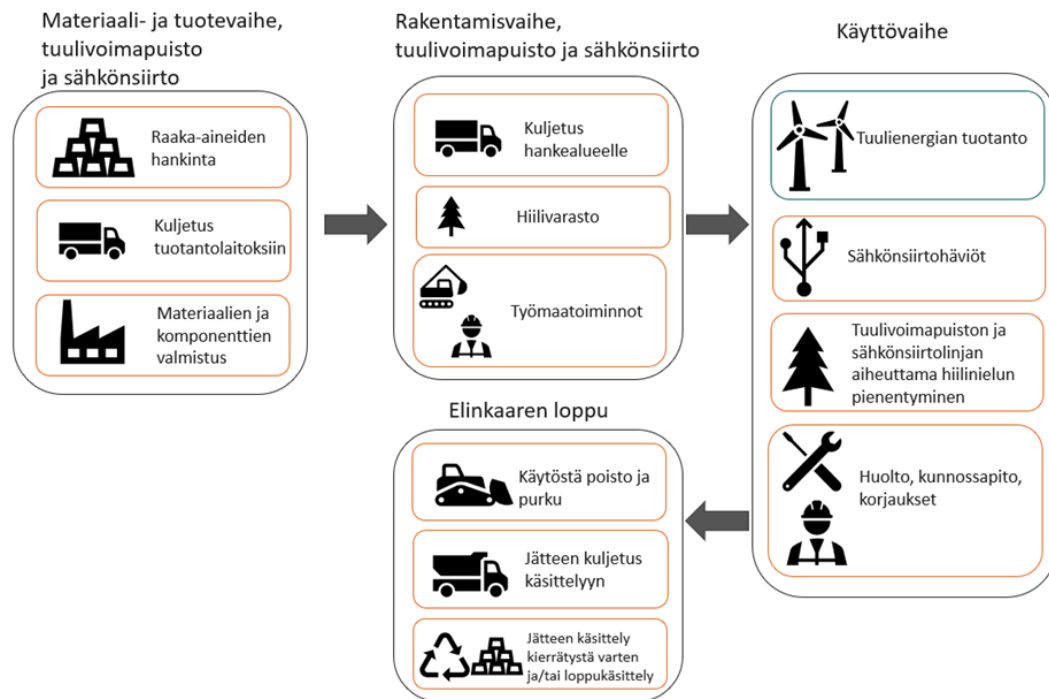 Materiaali- ja tuotevaihe,
tuulivoimapuisto
ja sähkönsiirto
Raaka-aineiden
hankinta
Kuljetus
tuotantolaitoksiin
Materiaalien ja
komponenttien
valmistus
Rakentamisvaihe,
tuulivoimapuisto ja sähkönsiirto
Kuljetus
hankealueelle
Hiilivarasto
Työmaatoiminnot
Käyttövaihe
Tuulienergian tuotanto
Sähkönsiirtohäviöt
Tuulivoimapuiston ja
sähkönsiirtolinjan
aiheuttama hiilinielun
pienentyminen
Huolto, kunnossapito,
korjaukset
Elinkaaren loppu
Käytöstä poisto ja
purku
Jätteen kuljetus
käsittelyyn
Jätteen käsittely
kierrätystä varten
ja/tai loppukäsittely